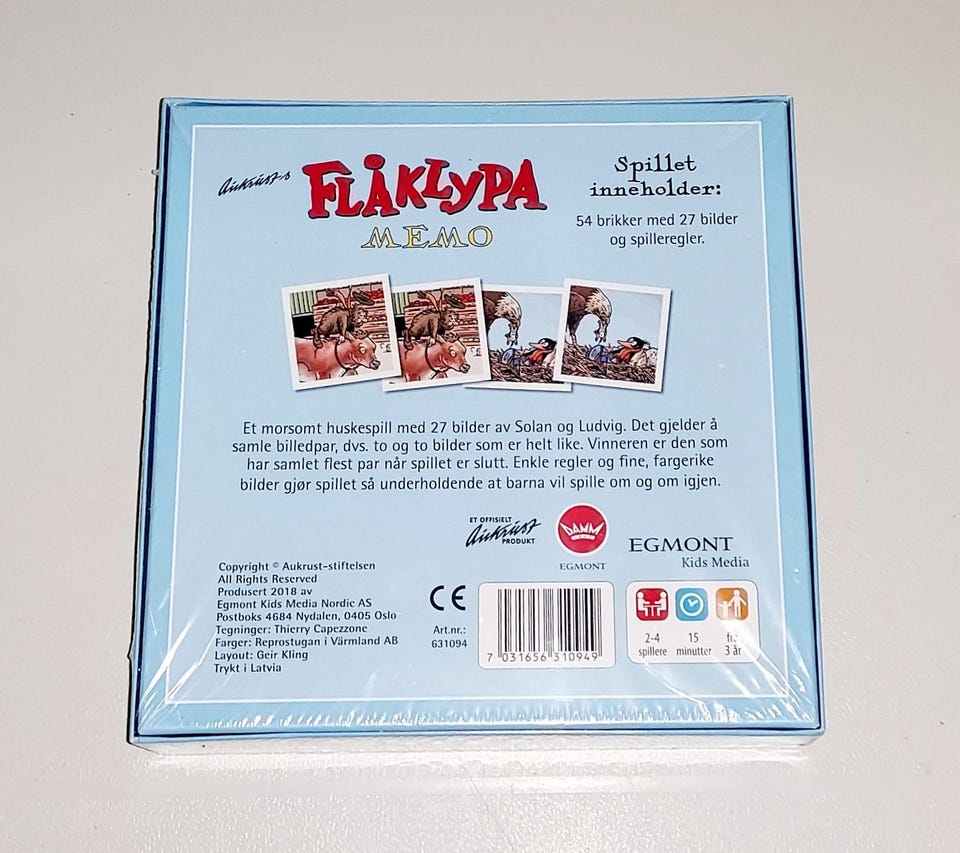 Aukrusts
FLÅKLYPA
MEMO
Spillet
inneholder:
54 brikker med 27 bilder
og spilleregler.
Et morsomt huskespill med 27 bilder av Solan og Ludvig. Det gjelder å
samle billedpar, dvs. to og to bilder som er helt like. Vinneren er den som
har samlet flest par når spillet er slutt. Enkle regler og fine, fargerike
bilder gjør spillet så underholdende at barna vil spille om og om igjen.
ET OFFISIELT
Aukrust
PRODUKT
DAMM
EGMONT
EGMONT
Kids Media
Copyright © Aukrust-stiftelsen
All Rights Reserved
Produsert 2018 av
Egmont Kids Media Nordic AS
Postboks 4684 Nydalen, 0405 Oslo
Tegninger: Thierry Capezzone
Farger: Reprostugan i Värmland AB
Layout: Geir Kling
Trykt i Latvia
CE
Art.nr.:
631094
7 031656 310949
2-4
spillere
15
minutter
fra
3 år